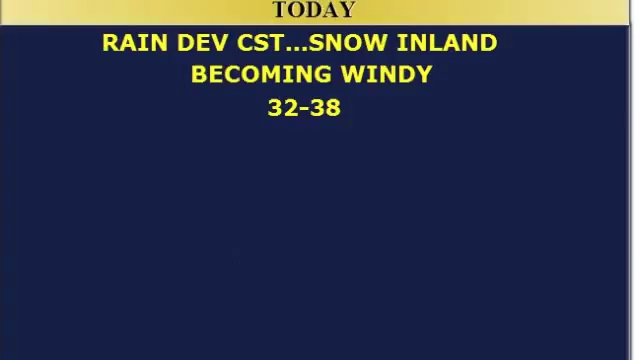 TODAY
RAIN DEV CST...SNOW INLAND
BECOMING WINDY
32-38